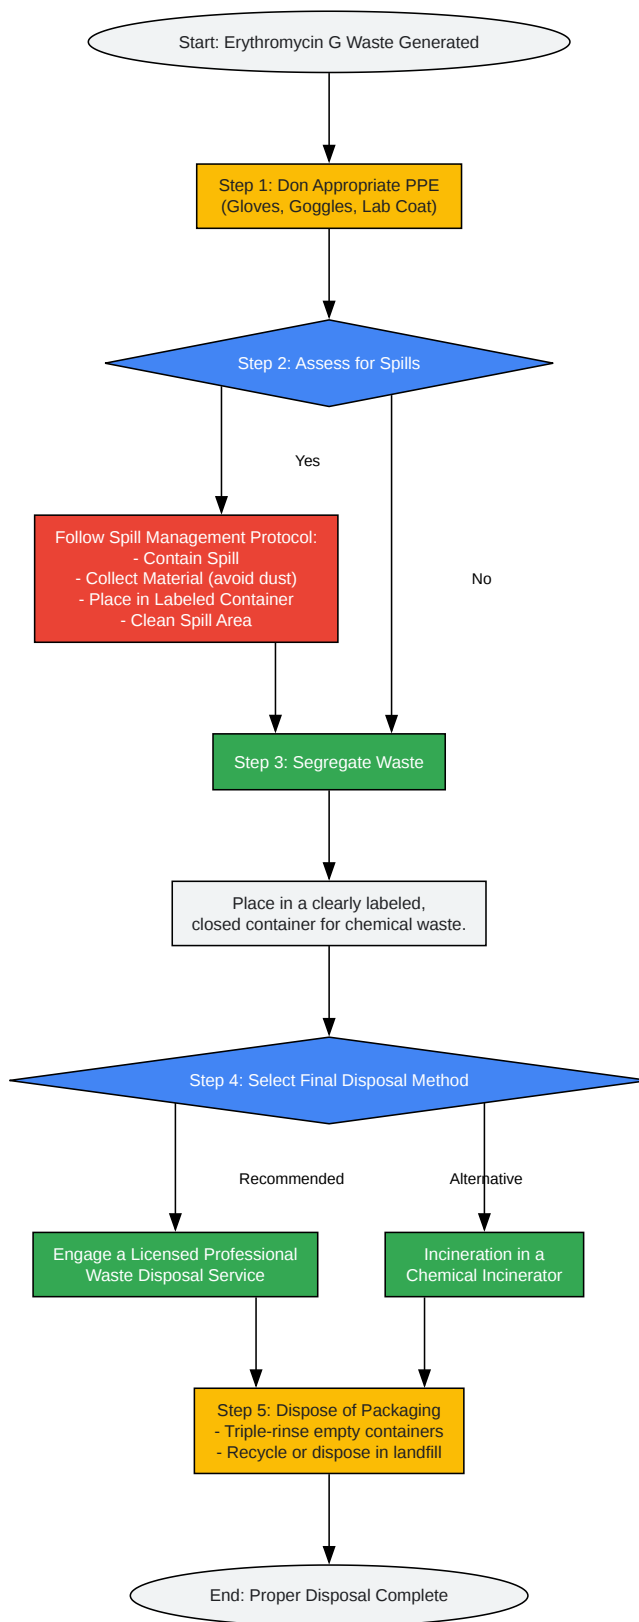 Start: Erythromycin G Waste Generated
Step 1: Don Appropriate PPE
(Gloves, Goggles, Lab Coat)
Step 2: Assess for Spills
Yes
Follow Spill Management Protocol:
- Contain Spill
- Collect Material (avoid dust)
- Place in Labeled Container
- Clean Spill Area
No
Step 3: Segregate Waste
Place in a clearly labeled,
closed container for chemical waste.
Step 4: Select Final Disposal Method
Recommended
Alternative
Engage a Licensed Professional
Waste Disposal Service
Incineration in a
Chemical Incinerator
Step 5: Dispose of Packaging
- Triple-rinse empty containers
- Recycle or dispose in landfill
End: Proper Disposal Complete